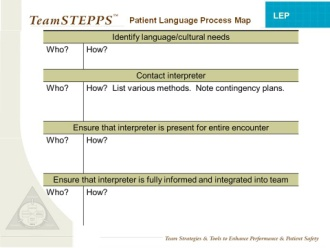 TeamSTEPPS™ Patient Language Process Map
LEP
Identify language/cultural needs
Who? How?
Contact interpreter
Who? How? List various methods. Note contingency plans.
Ensure that interpreter is present for entire encounter
Who? How?
Ensure that interpreter is fully informed and integrated into team
Who? How?
Team Strategies & Tools to Enhance Performance & Patient Safety